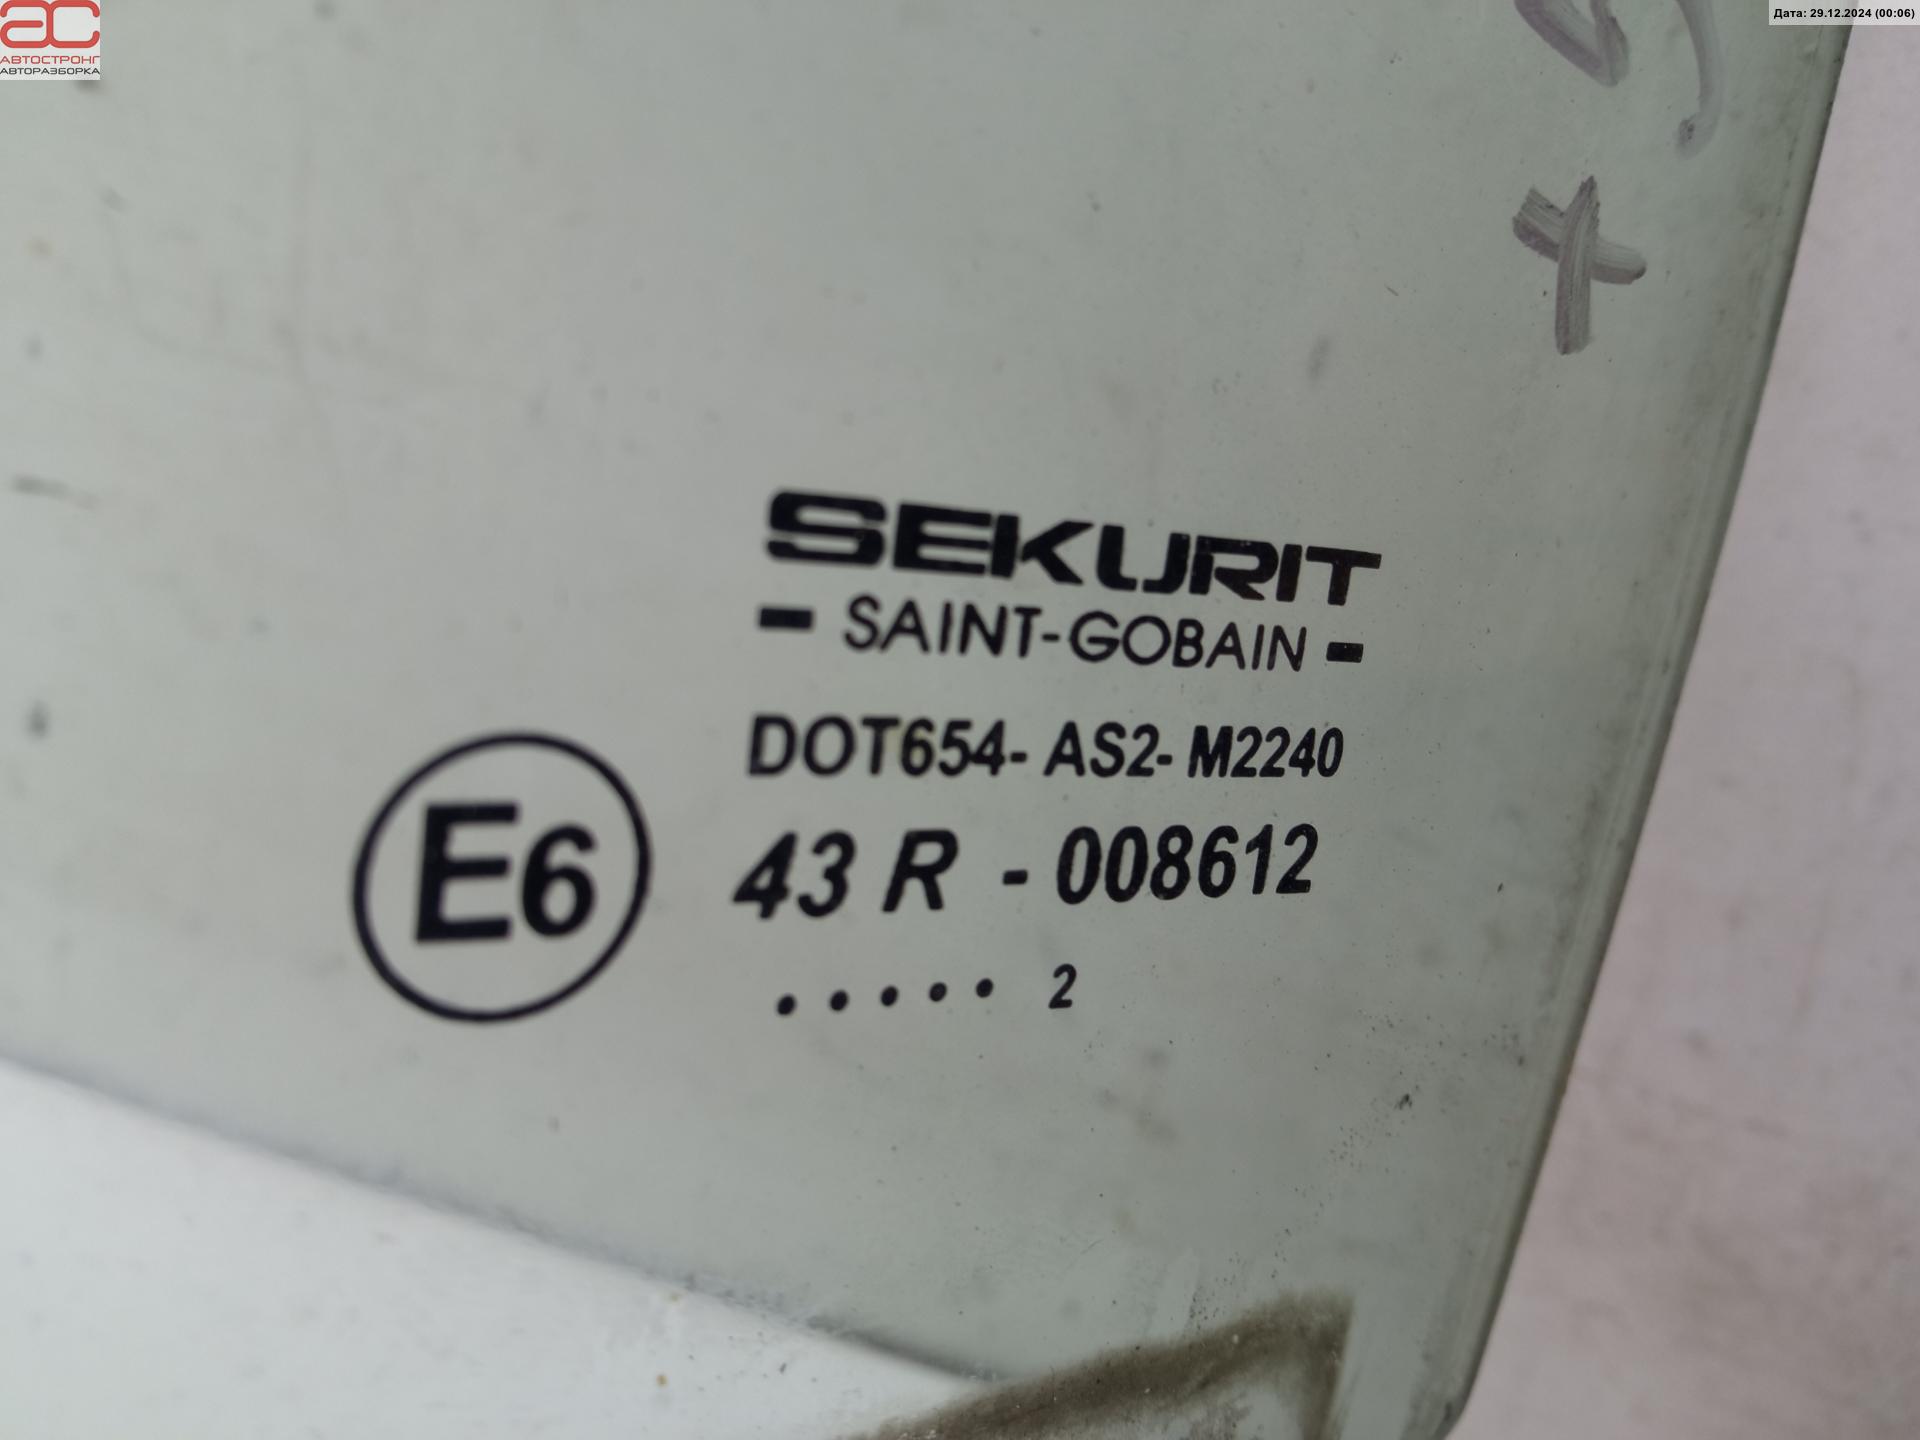 AC
АВТОСТРОНГ
АВТОРАЗБОРКА
Дата: 29.12.2024 (00:06)
SEKURIT
- SAINT-GOBAIN -
DOT654- AS2- M2240
E6
43 R - 008612
. . . . . 2